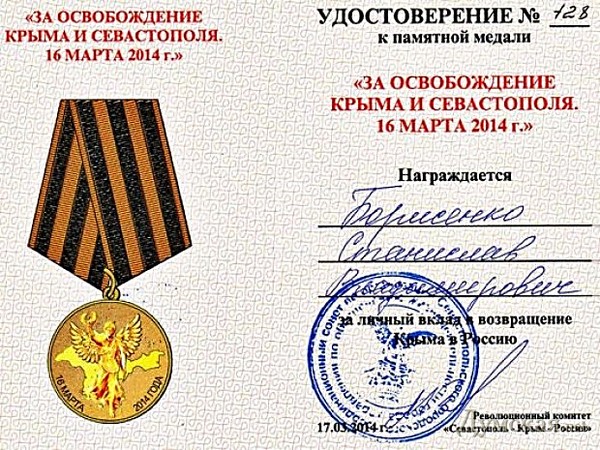 «ЗА ОСВОБОЖДЕНИЕ
КРЫМА И СЕВАСТОПОЛЯ.
16 МАРТА 2014 г.»
16 МАРТА
2014 ГОДА
УДОСТОВЕРЕНИЕ № 128
к памятной медали
«ЗА ОСВОБОЖДЕНИЕ
КРЫМА И СЕВАСТОПОЛЯ.
16 МАРТА 2014 г.»
Награждается
Борисенко
Станислав
Владимирович
за личный вклад в возвращение
Крыма в Россию
Революционный комитет
17.03.2014 г. «Севастополь - Крым - Россия»